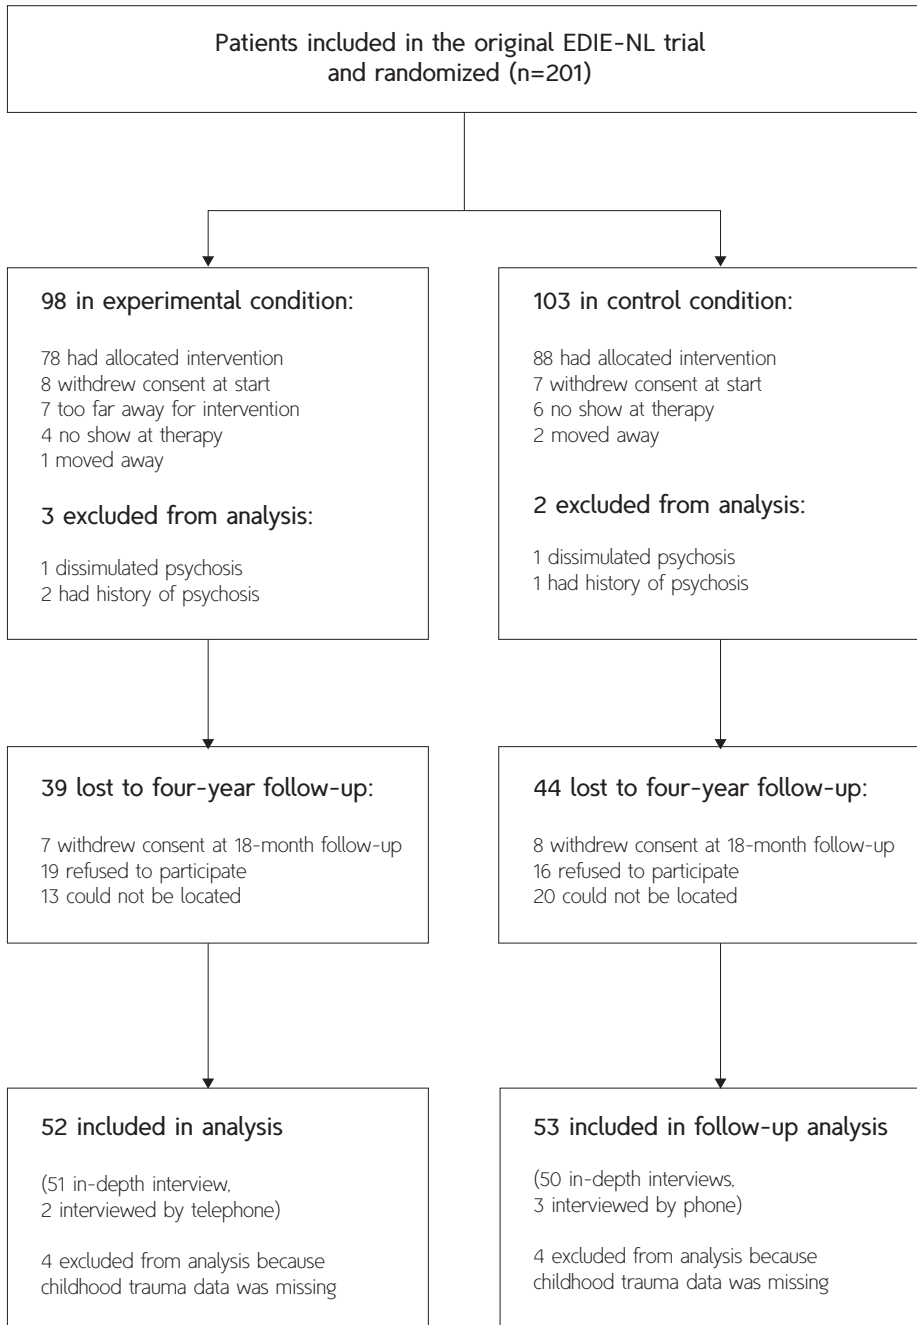 Patients included in the original EDIE-NL trial
and randomized (n=201)
98 in experimental condition:
78 had allocated intervention
8 withdrew consent at start
7 too far away for intervention
4 no show at therapy
1 moved away
3 excluded from analysis:
1 dissimulated psychosis
2 had history of psychosis
103 in control condition:
88 had allocated intervention
7 withdrew consent at start
6 no show at therapy
2 moved away
2 excluded from analysis:
1 dissimulated psychosis
1 had history of psychosis
39 lost to four-year follow-up:
7 withdrew consent at 18-month follow-up
19 refused to participate
13 could not be located
44 lost to four-year follow-up:
8 withdrew consent at 18-month follow-up
16 refused to participate
20 could not be located
52 included in analysis
(51 in-depth interview,
2 interviewed by telephone)
4 excluded from analysis because
childhood trauma data was missing
53 included in follow-up analysis
(50 in-depth interviews,
3 interviewed by phone)
4 excluded from analysis because
childhood trauma data was missing